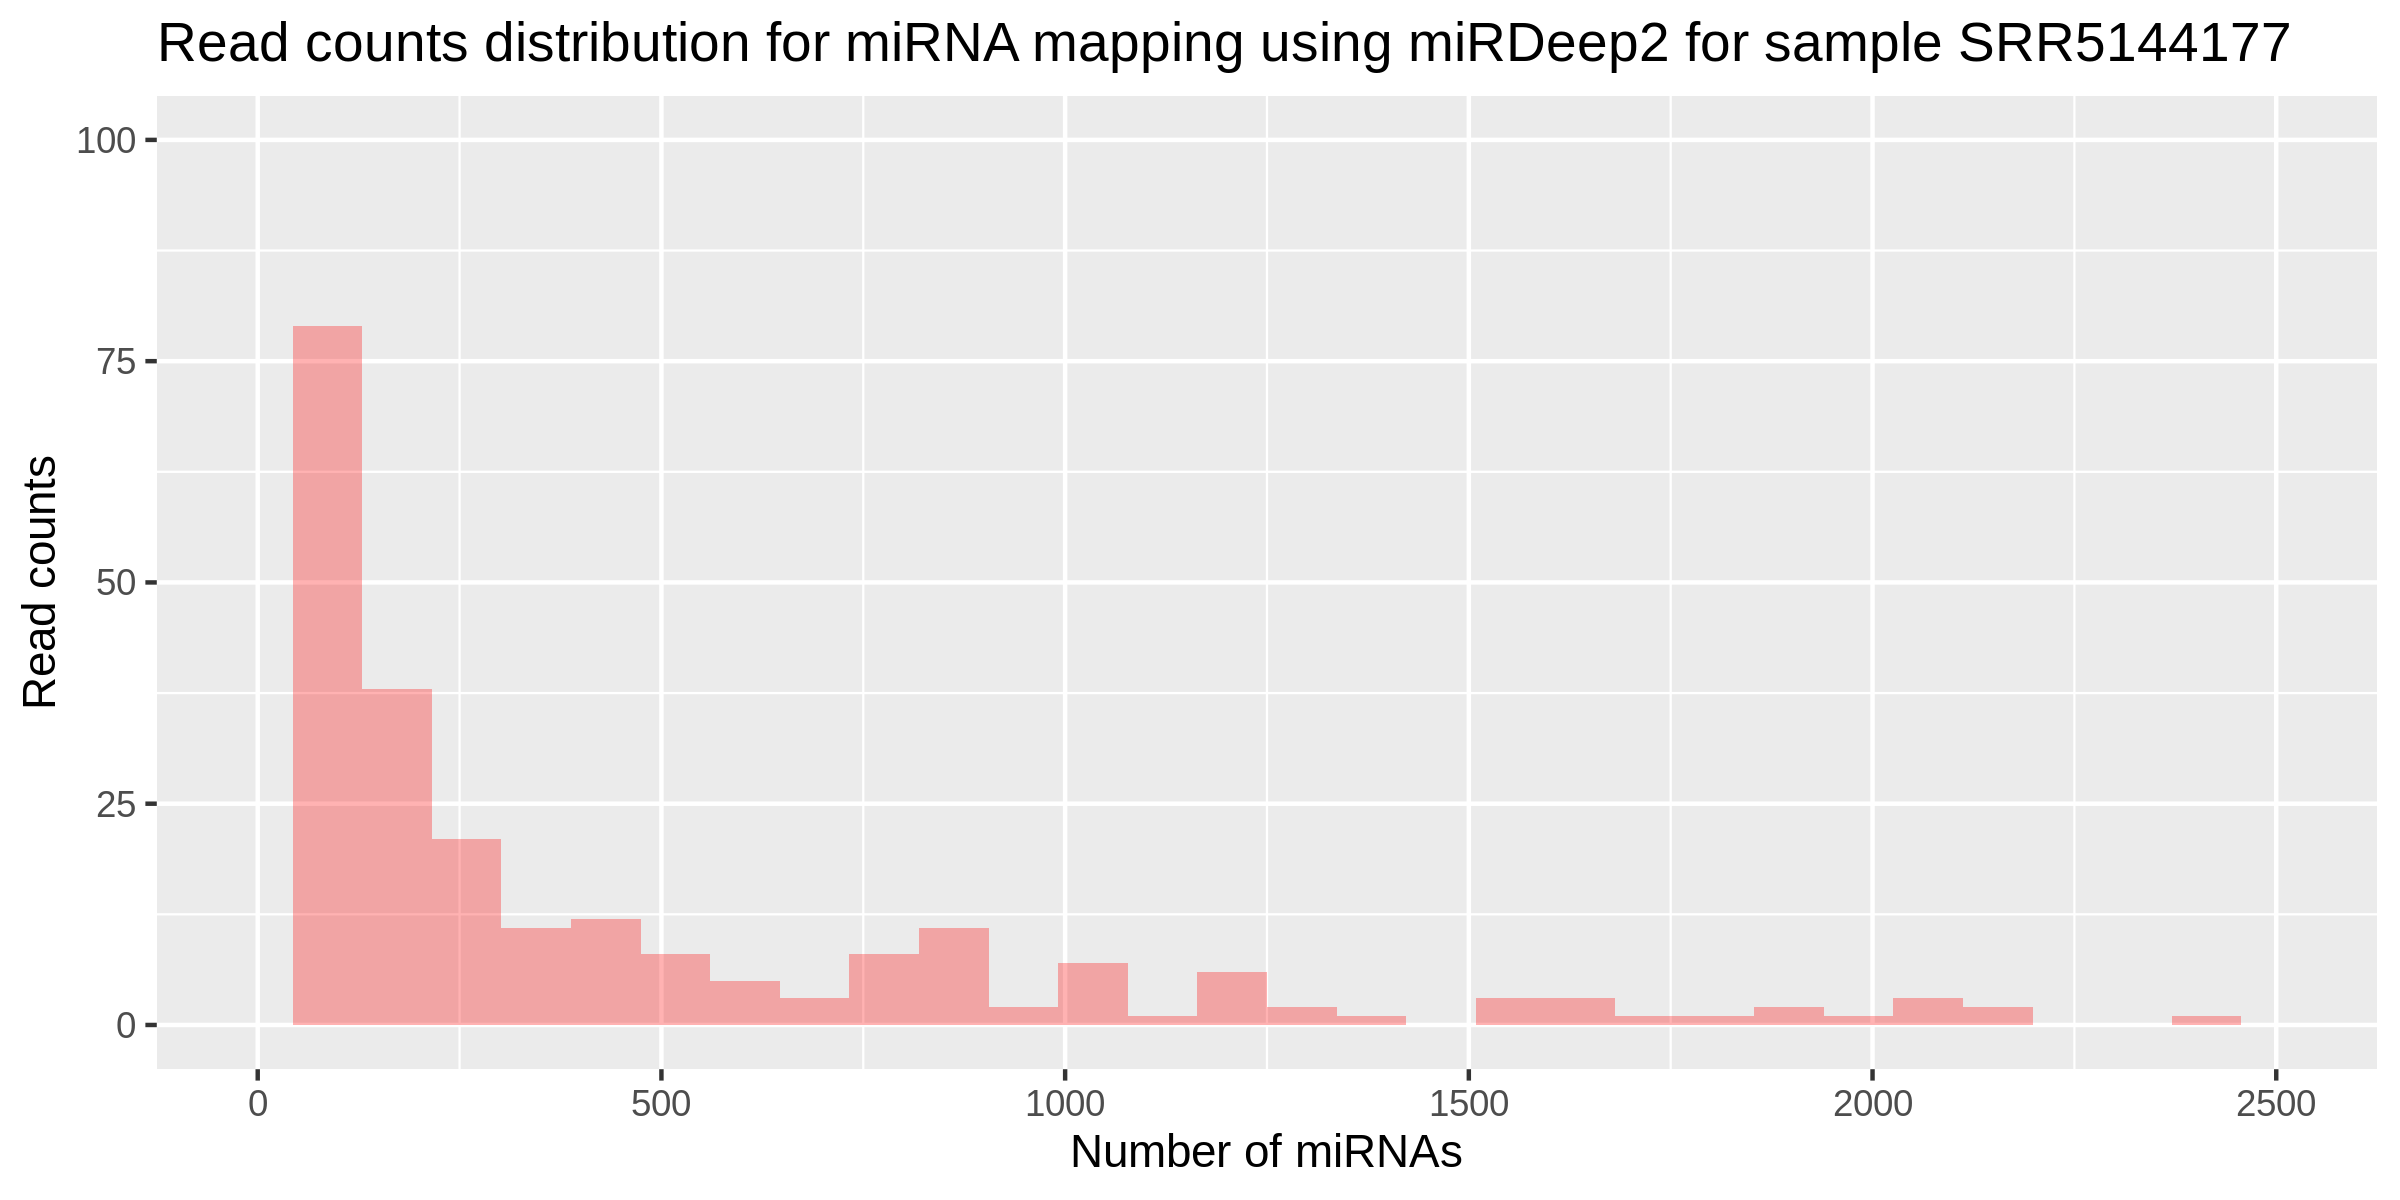 Read counts distribution for miRNA mapping using miRDeep2 for sample SRR5144177
100
75
50
25
0
Read counts
0 500 1000 1500 2000 2500
Number of miRNAs